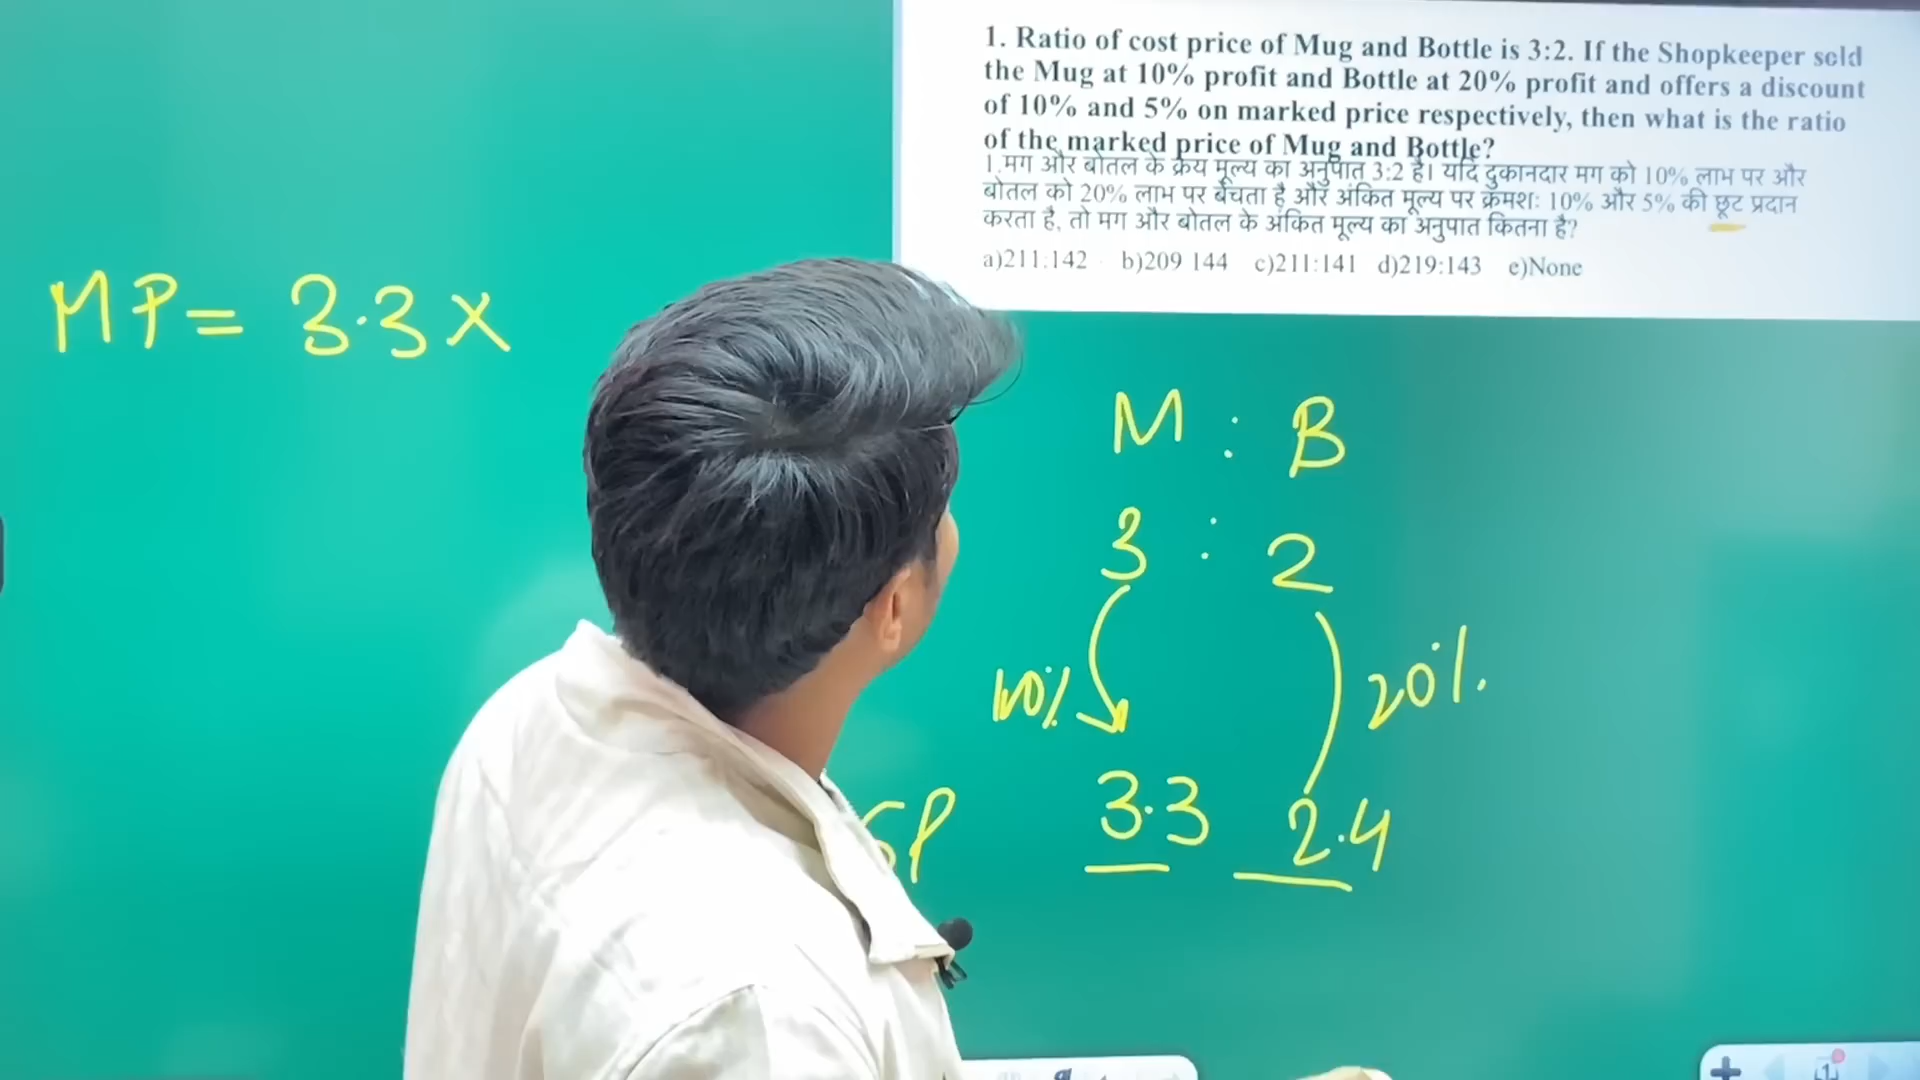 1. Ratio of cost price of Mug and Bottle is 3:2. If the Shopkeeper sold
the Mug at 10% profit and Bottle at 20% profit and offers a discount
of 10% and 5% on marked price respectively, then what is the ratio
of the marked price of Mug and Bottle?
1.मग और बोतल के क्रय मूल्य का अनुपात 3:2 है। यदि दुकानदार मग को 10% लाभ पर और
बोतल को 20% लाभ पर बेचता है और अंकित मूल्य पर क्रमशः 10% और 5% की छूट प्रदान
करता है, तो मग और बोतल के अंकित मूल्य का अनुपात कितना है?
a)211:142 b)209 144 c)211:141 d)219:143 e)None
MP = 3.3 x
M : B
3 : 2
10% 20%.
SP 3.3 2.4